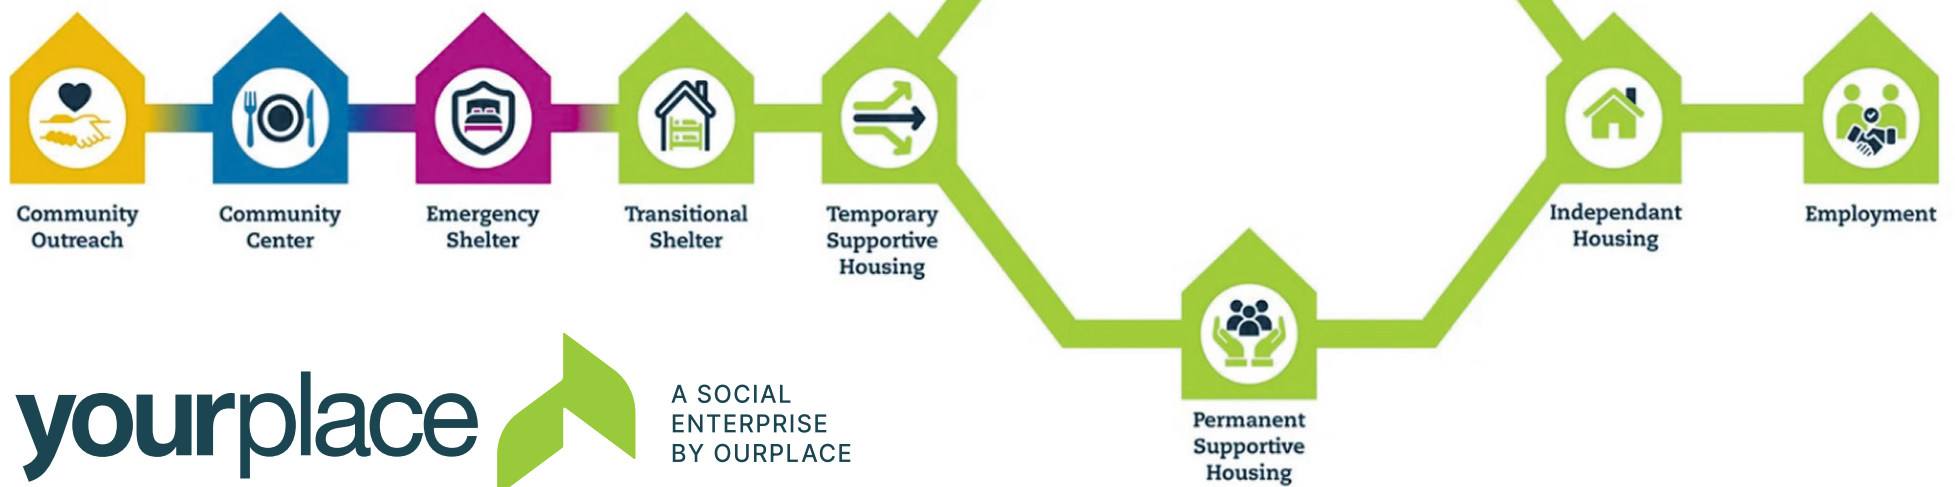 Community
Outreach
Community
Center
Emergency
Shelter
Transitional
Shelter
Temporary
Supportive
Housing
Independant
Housing
Employment
Permanent
Supportive
Housing
yourplace
A SOCIAL
ENTERPRISE
BY OURPLACE